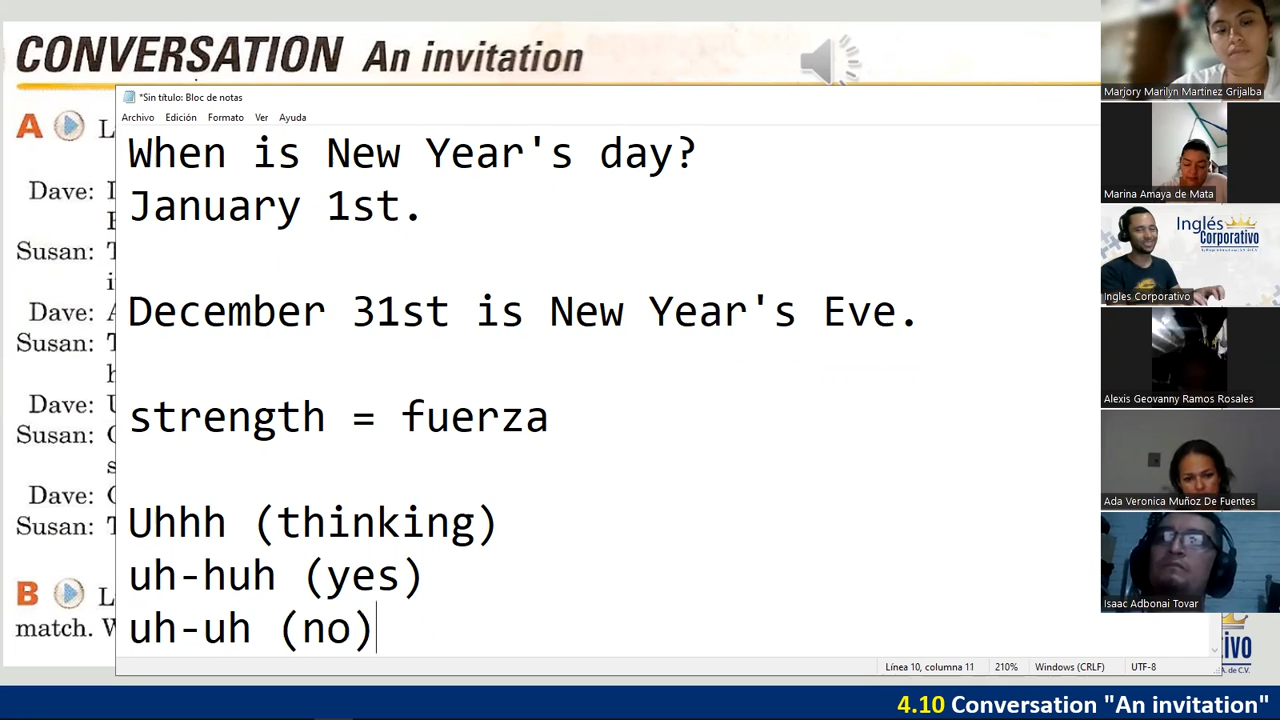 CONVERSATION An invitation
*Sin título: Bloc de notas
Archivo Edición Formato Ver Ayuda
A L
Dave: I
Susan: T
Dave: A
Susan: T
h
Dave: U
Susan: C
s
Dave: C
Susan: T
B L
match. W
When is New Year's day?
January 1st.
December 31st is New Year's Eve.
strength = fuerza
Uhhh (thinking)
uh-huh (yes)
uh-uh (no)
Línea 10, columna 11 210% Windows (CRLF) UTF-8
Marjory Marilyn Martinez Grijalba
Marina Amaya de Mata
Inglés
Corporativo
Ingles Corporativo
Alexis Geovanny Ramos Rosales
Ada Veronica Muñoz De Fuentes
Isaac Adbonai Tovar
ivo
A. de C.V.
4.10 Conversation "An invitation"